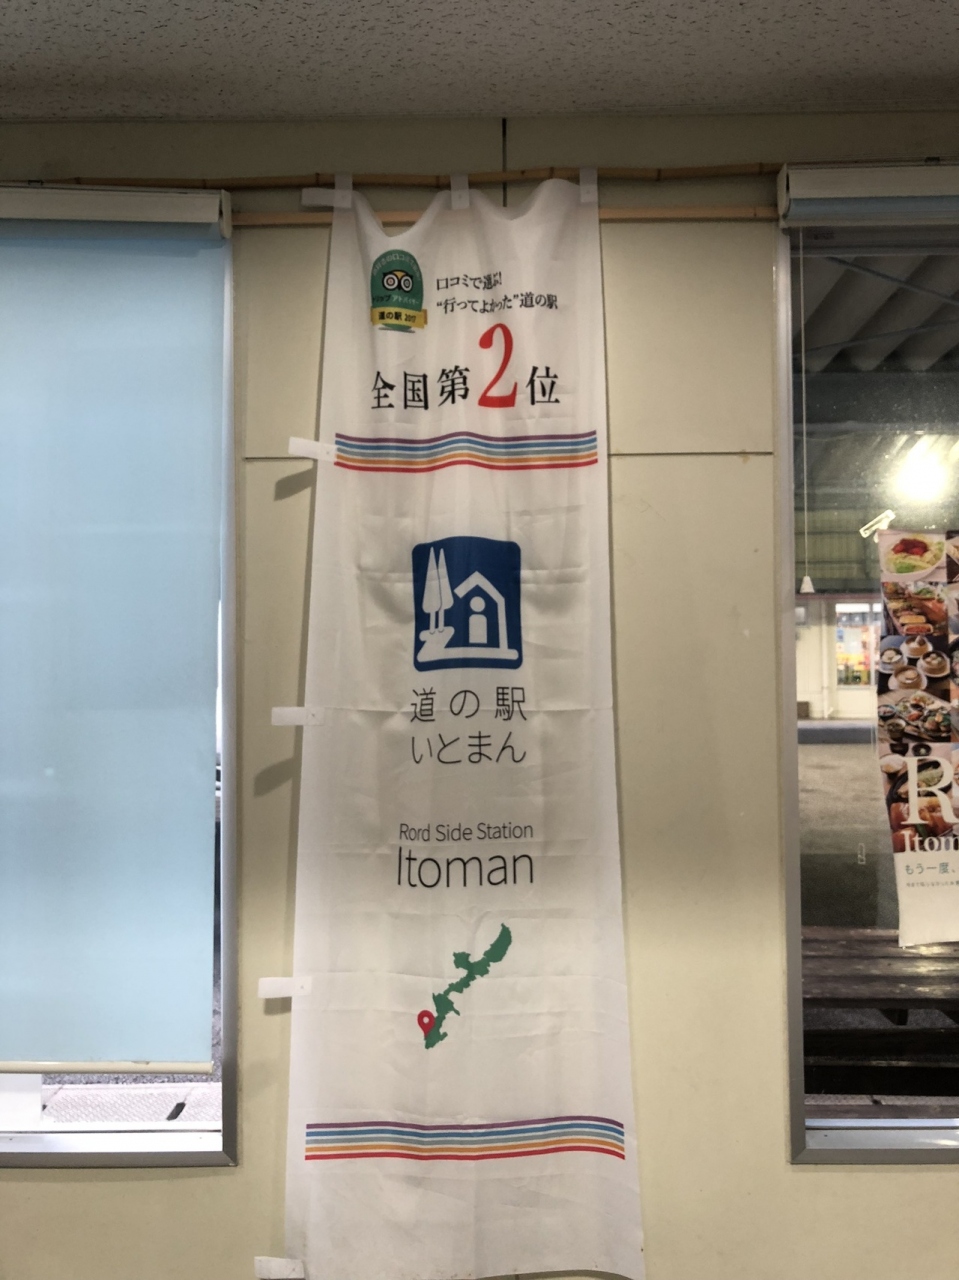 道の駅 2017
口コミで選ぶ!
“行ってよかった”道の駅
全国第2位
道の駅
いとまん
Rord Side Station
Itoman
R
Itom
もう一度、